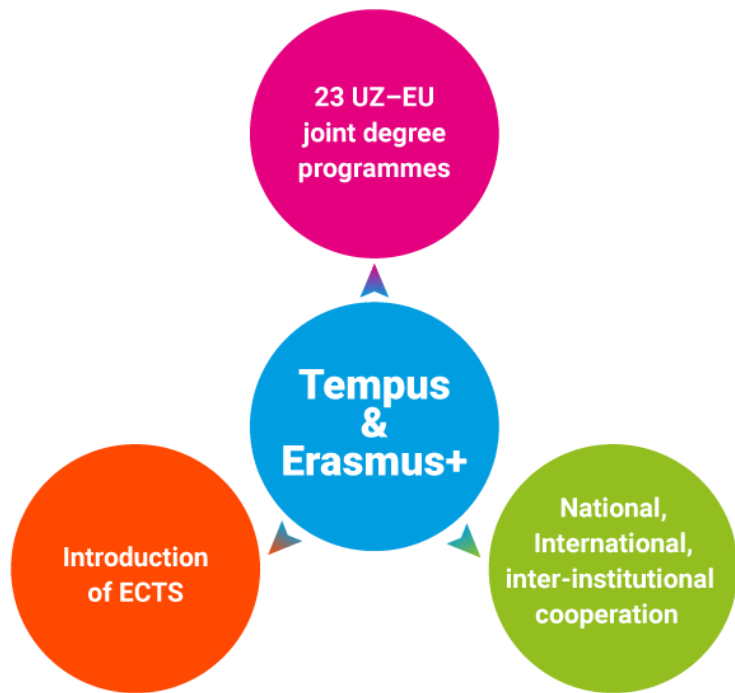 23 UZ–EU
joint degree
programmes
Tempus
&
Erasmus+
Introduction
of ECTS
National,
International,
inter-institutional
cooperation